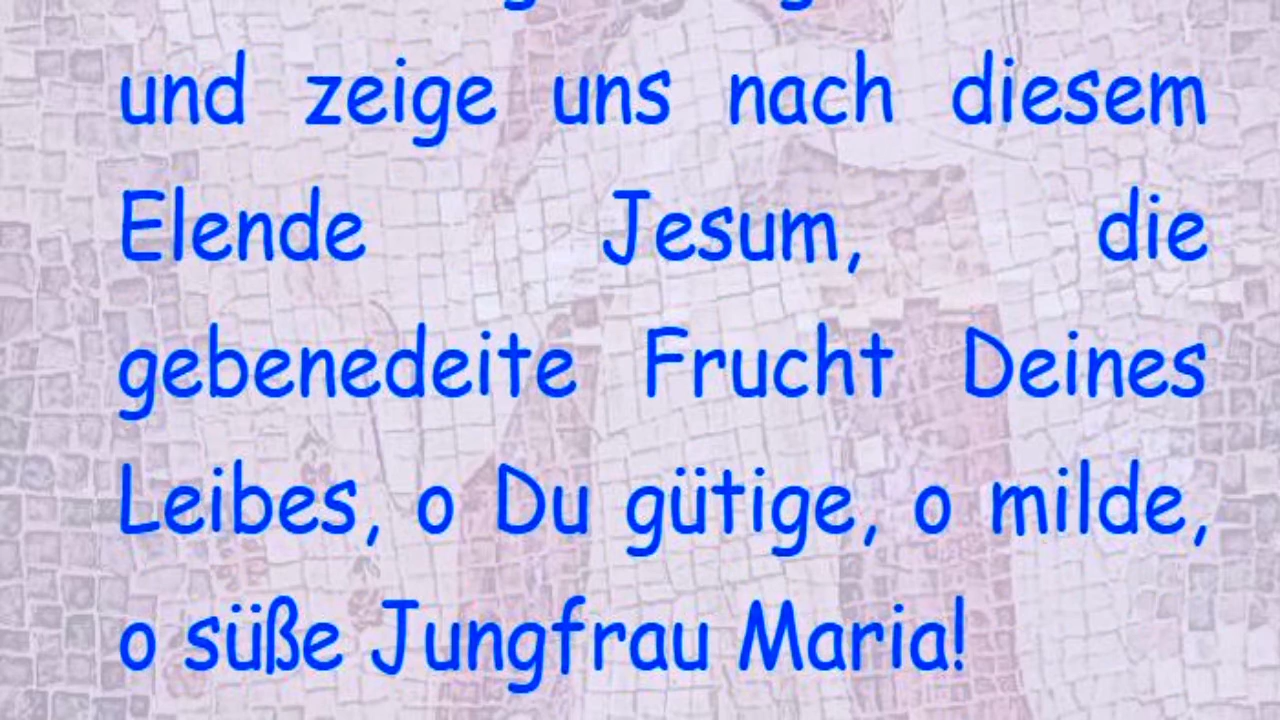 und zeige uns nach diesem
Elende Jesum, die
gebenedeite Frucht Deines
Leibes, o Du gütige, o milde,
o süße Jungfrau Maria!